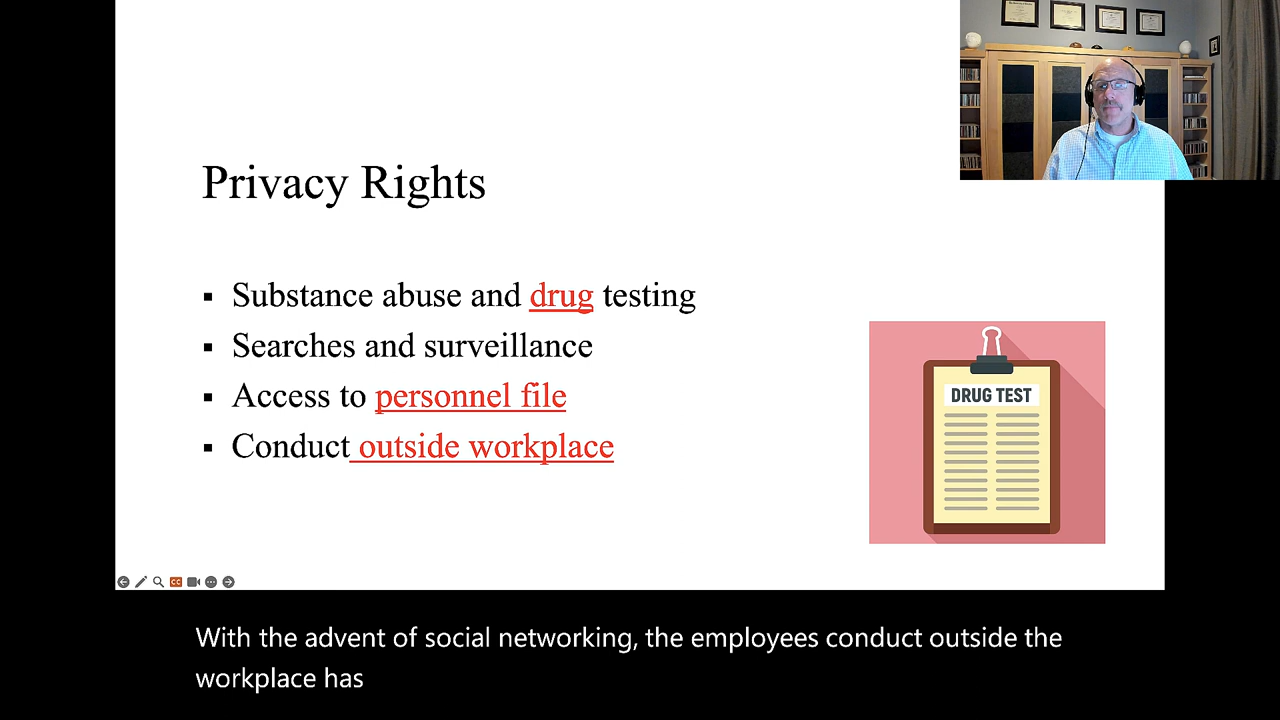 Privacy Rights
▪ Substance abuse and drug testing
▪ Searches and surveillance
▪ Access to personnel file
▪ Conduct outside workplace
DRUG TEST
CC
With the advent of social networking, the employees conduct outside the
workplace has